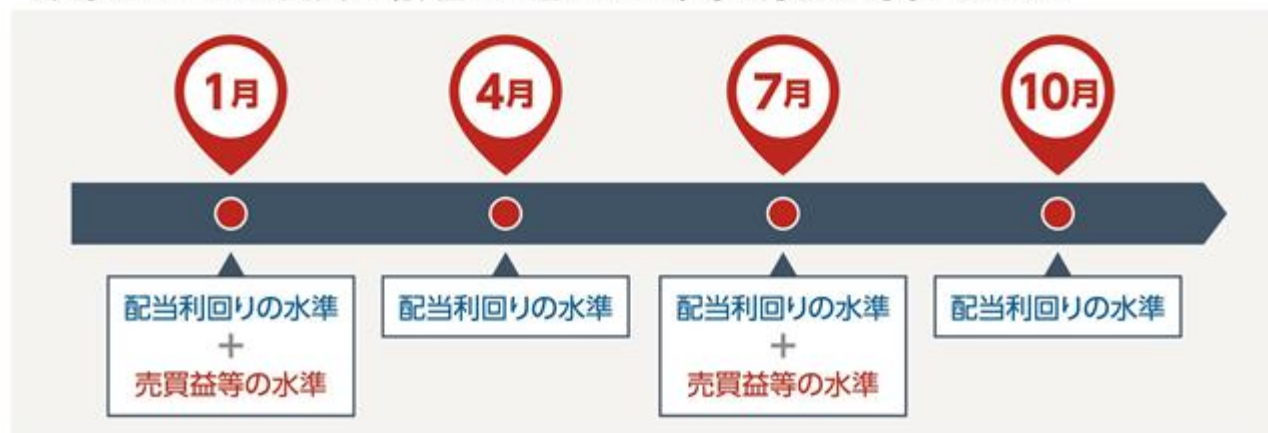 1月
4月
7月
10月
配当利回りの水準
+
売買益等の水準
配当利回りの水準
配当利回りの水準
+
売買益等の水準
配当利回りの水準